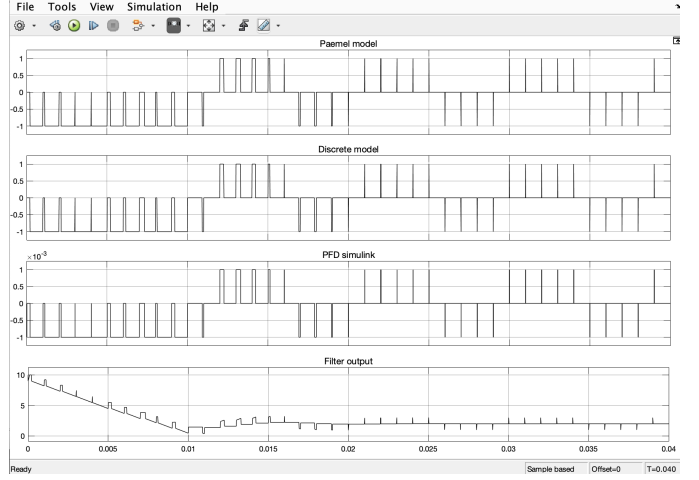 File Tools View Simulation Help
Paemel model
1
0.5
0
-0.5
-1
Discrete model
1
0.5
0
-0.5
-1
×10-3
PFD simulink
1
0.5
0
-0.5
-1
Filter output
10
5
0
0 0.005 0.01 0.015 0.02 0.025 0.03 0.035 0.04
Ready Sample based Offset=0 T=0.040